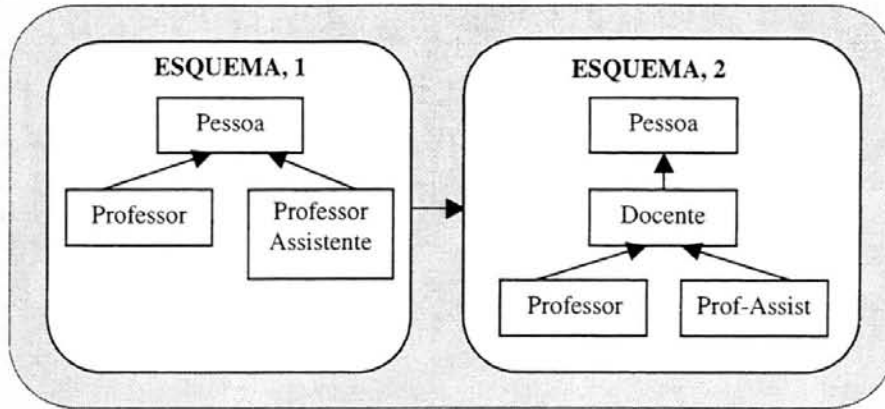 ESQUEMA, 1
Pessoa
Professor
Professor
Assistente
ESQUEMA, 2
Pessoa
Docente
Professor
Prof-Assist